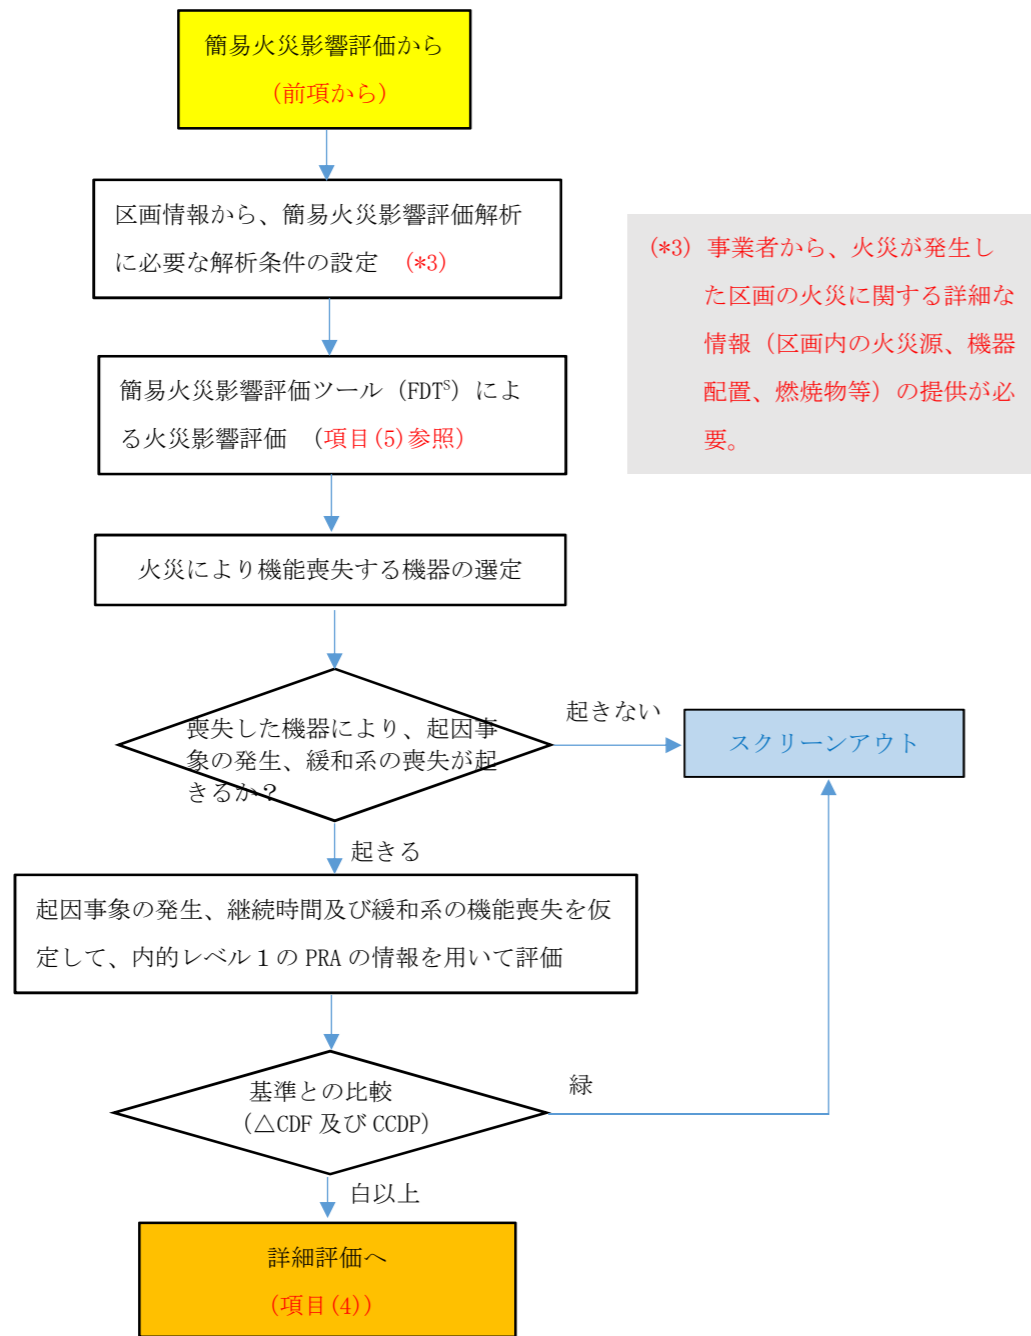 簡易火災影響評価から
(前項から)
区画情報から、簡易火災影響評価解析
に必要な解析条件の設定 (*3)
(*3) 事業者から、火災が発生し
た区画の火災に関する詳細な
情報（区画内の火災源、機器
配置、燃焼物等）の提供が必
要。
簡易火災影響評価ツール（FDTS）によ
る火災影響評価 （項目(5)参照）
火災により機能喪失する機器の選定
喪失した機器により、起因事
象の発生、緩和系の喪失が起
きるか？
起きない
スクリーンアウト
起きる
起因事象の発生、継続時間及び緩和系の機能喪失を仮
定して、内的レベル１の PRA の情報を用いて評価
基準との比較
（△CDF 及び CCDP）
緑
白以上
詳細評価へ
(項目(4))